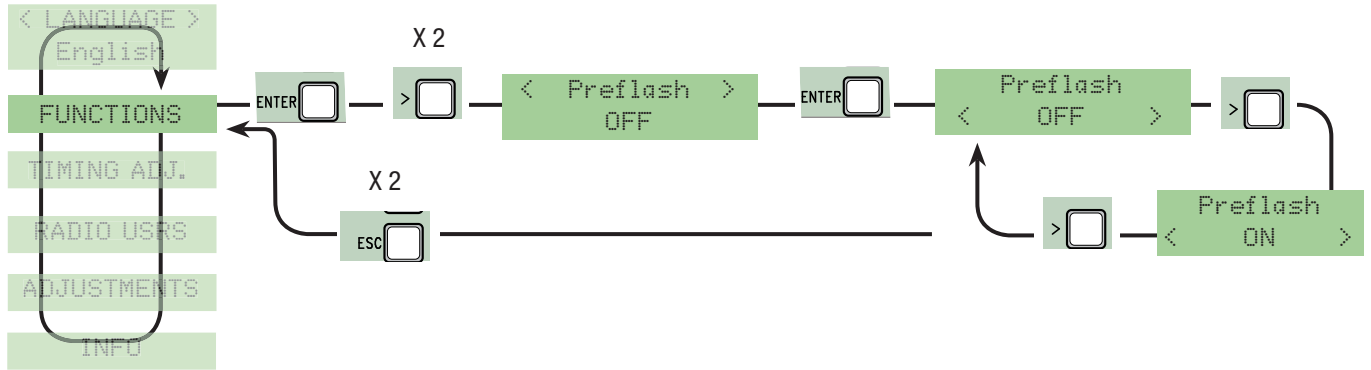 < LANGUAGE >
English
FUNCTIONS
TIMING ADJ.
RADIO USRS
ADJUSTMENTS
INFO
ENTER
X 2
>
< Preflash >
OFF
ENTER
Preflash
< OFF >
>
Preflash
< ON >
>
X 2
ESC